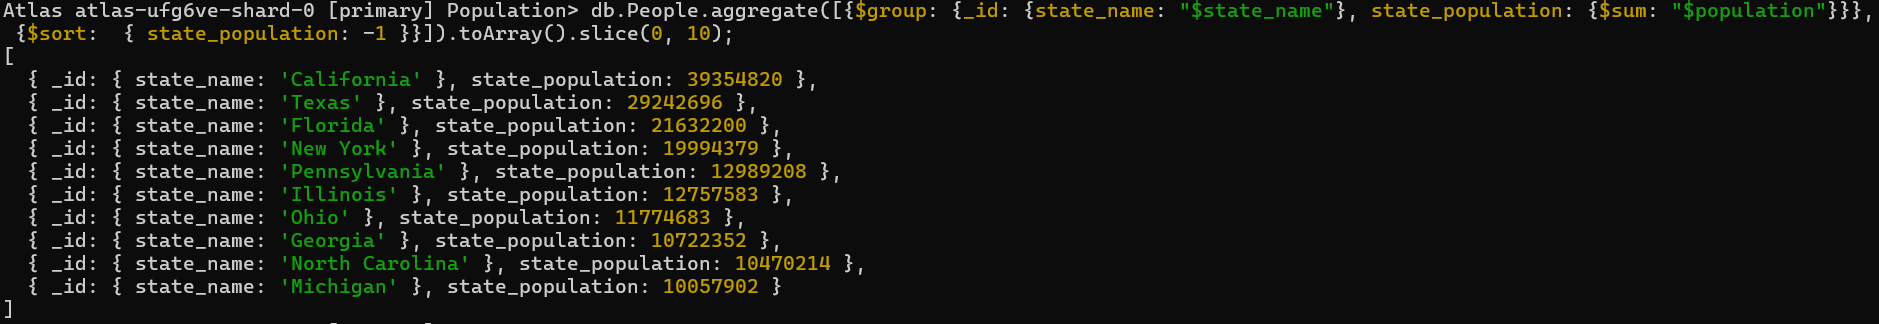 Atlas atlas-ufg6ve-shard-0 [primary] Population> db.People.aggregate([{$group: {_id: {state_name: "$state_name"}, state_population: {$sum: "$population"}}},
 {$sort:  { state_population: -1 }}]).toArray().slice(0, 10);
[
  { _id: { state_name: 'California' }, state_population: 39354820 },
  { _id: { state_name: 'Texas' }, state_population: 29242696 },
  { _id: { state_name: 'Florida' }, state_population: 21632200 },
  { _id: { state_name: 'New York' }, state_population: 19994379 },
  { _id: { state_name: 'Pennsylvania' }, state_population: 12989208 },
  { _id: { state_name: 'Illinois' }, state_population: 12757583 },
  { _id: { state_name: 'Ohio' }, state_population: 11774683 },
  { _id: { state_name: 'Georgia' }, state_population: 10722352 },
  { _id: { state_name: 'North Carolina' }, state_population: 10470214 },
  { _id: { state_name: 'Michigan' }, state_population: 10057902 }
]